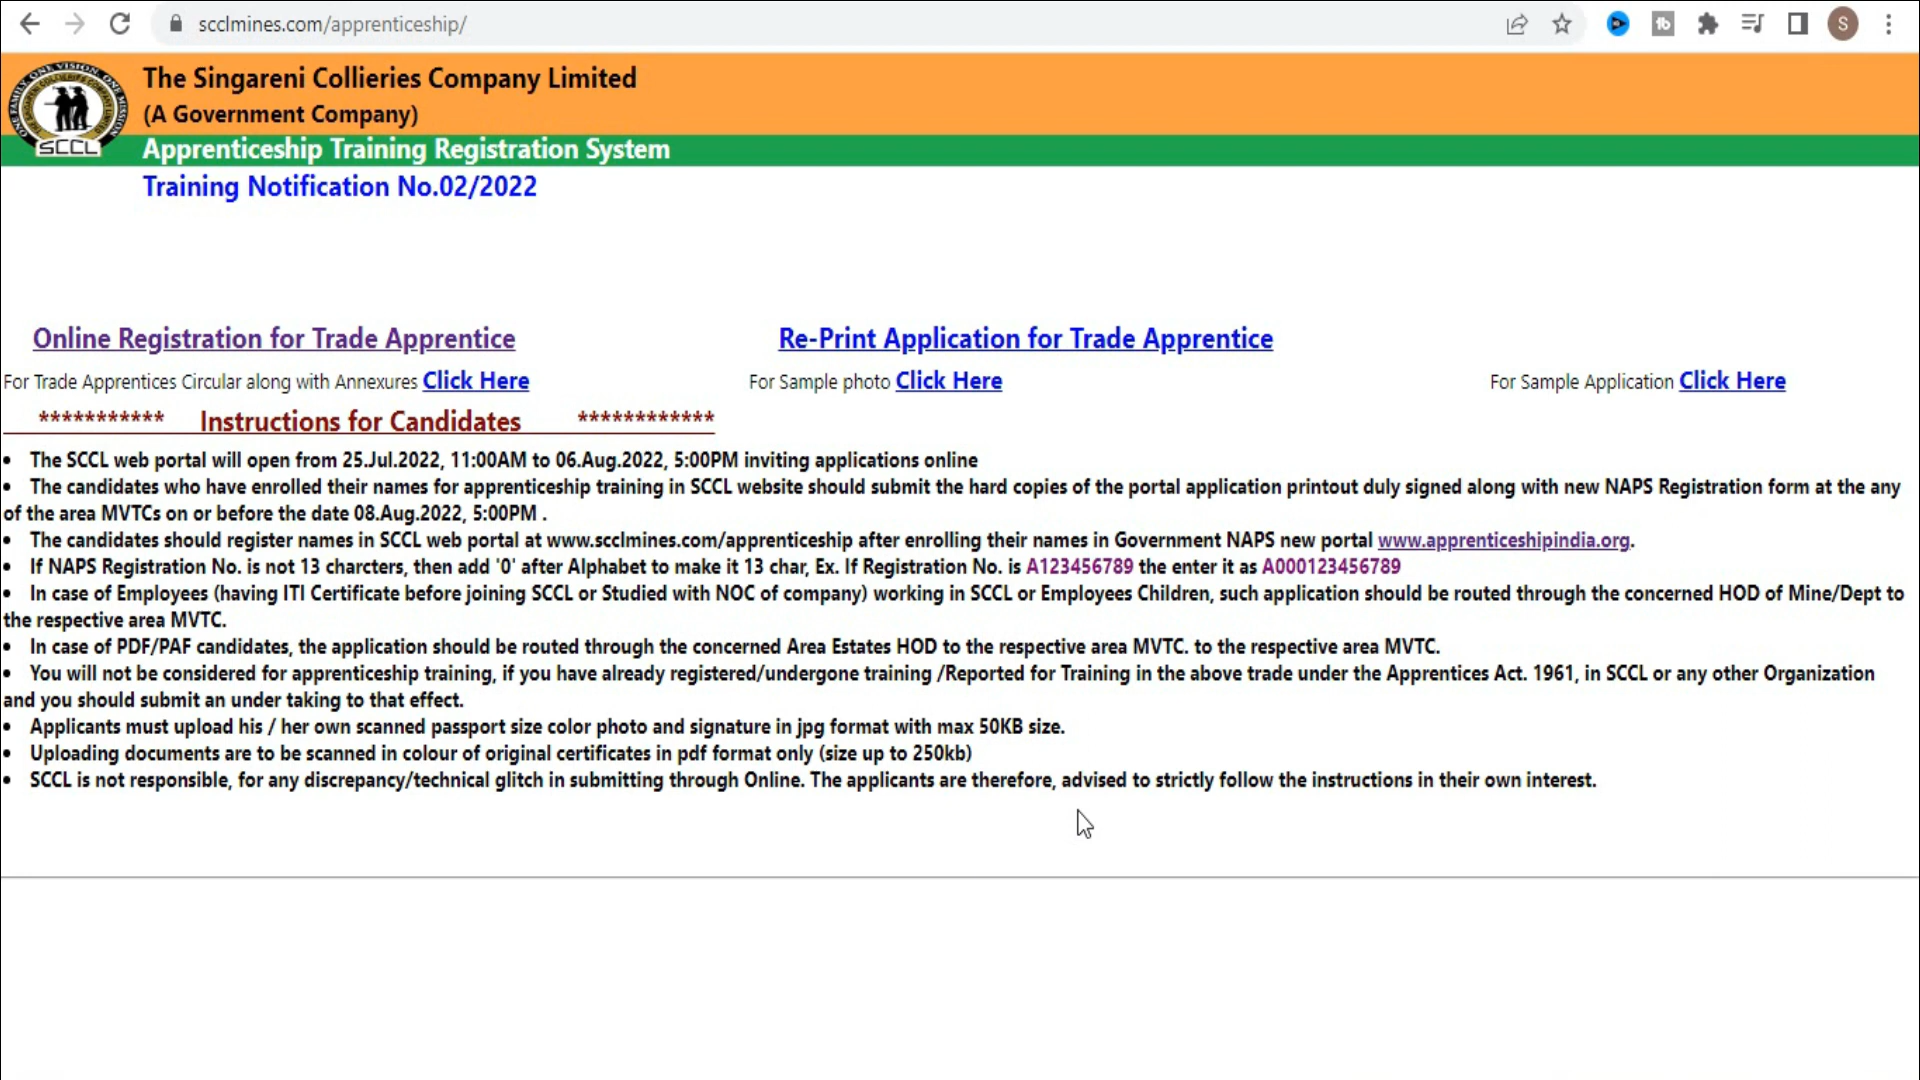 scclmines.com/apprenticeship/
S
The Singareni Collieries Company Limited
(A Government Company)
SCCL
Apprenticeship Training Registration System
Training Notification No.02/2022
Online Registration for Trade Apprentice
Re-Print Application for Trade Apprentice
For Trade Apprentices Circular along with Annexures Click Here
For Sample photo Click Here
For Sample Application Click Here
*********** Instructions for Candidates ************
• The SCCL web portal will open from 25.Jul.2022, 11:00AM to 06.Aug.2022, 5:00PM inviting applications online
• The candidates who have enrolled their names for apprenticeship training in SCCL website should submit the hard copies of the portal application printout duly signed along with new NAPS Registration form at the any
of the area MVTCs on or before the date 08.Aug.2022, 5:00PM .
• The candidates should register names in SCCL web portal at www.scclmines.com/apprenticeship after enrolling their names in Government NAPS new portal www.apprenticeshipindia.org.
• If NAPS Registration No. is not 13 charcters, then add '0' after Alphabet to make it 13 char, Ex. If Registration No. is A123456789 the enter it as A000123456789
• In case of Employees (having ITI Certificate before joining SCCL or Studied with NOC of company) working in SCCL or Employees Children, such application should be routed through the concerned HOD of Mine/Dept to
the respective area MVTC.
• In case of PDF/PAF candidates, the application should be routed through the concerned Area Estates HOD to the respective area MVTC. to the respective area MVTC.
• You will not be considered for apprenticeship training, if you have already registered/undergone training /Reported for Training in the above trade under the Apprentices Act. 1961, in SCCL or any other Organization
and you should submit an under taking to that effect.
• Applicants must upload his / her own scanned passport size color photo and signature in jpg format with max 50KB size.
• Uploading documents are to be scanned in colour of original certificates in pdf format only (size up to 250kb)
• SCCL is not responsible, for any discrepancy/technical glitch in submitting through Online. The applicants are therefore, advised to strictly follow the instructions in their own interest.